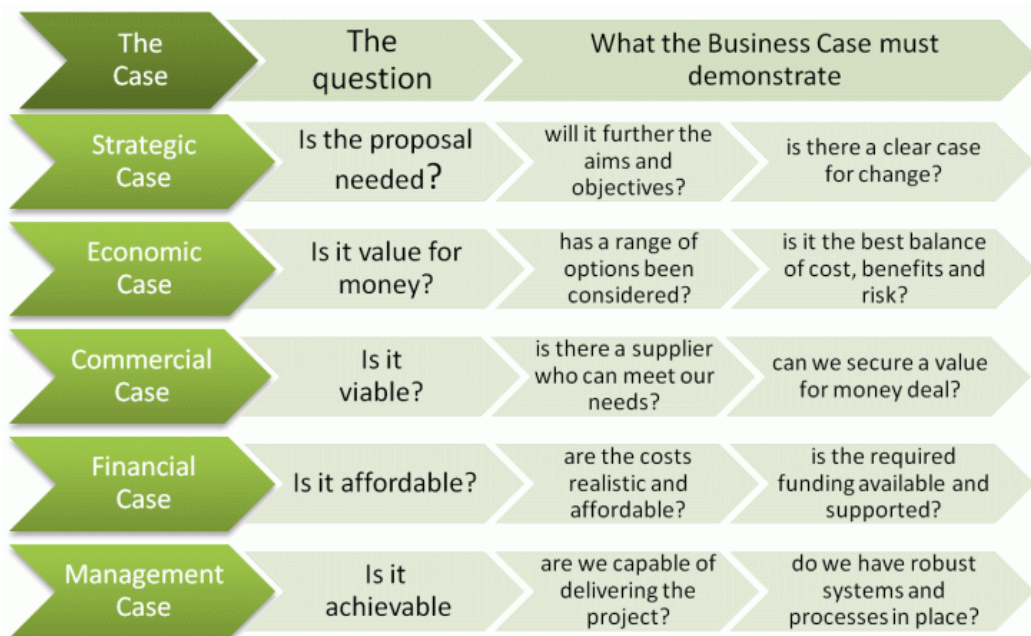 The
Case
The
question
What the Business Case must
demonstrate
Strategic
Case
Is the proposal
needed?
will it further the
aims and
objectives?
is there a clear case
for change?
Economic
Case
Is it value for
money?
has a range of
options been
considered?
is it the best balance
of cost, benefits and
risk?
Commercial
Case
Is it
viable?
is there a supplier
who can meet our
needs?
can we secure a value
for money deal?
Financial
Case
Is it affordable?
are the costs
realistic and
affordable?
is the required
funding available and
supported?
Management
Case
Is it
achievable
are we capable of
delivering the
project?
do we have robust
systems and
processes in place?